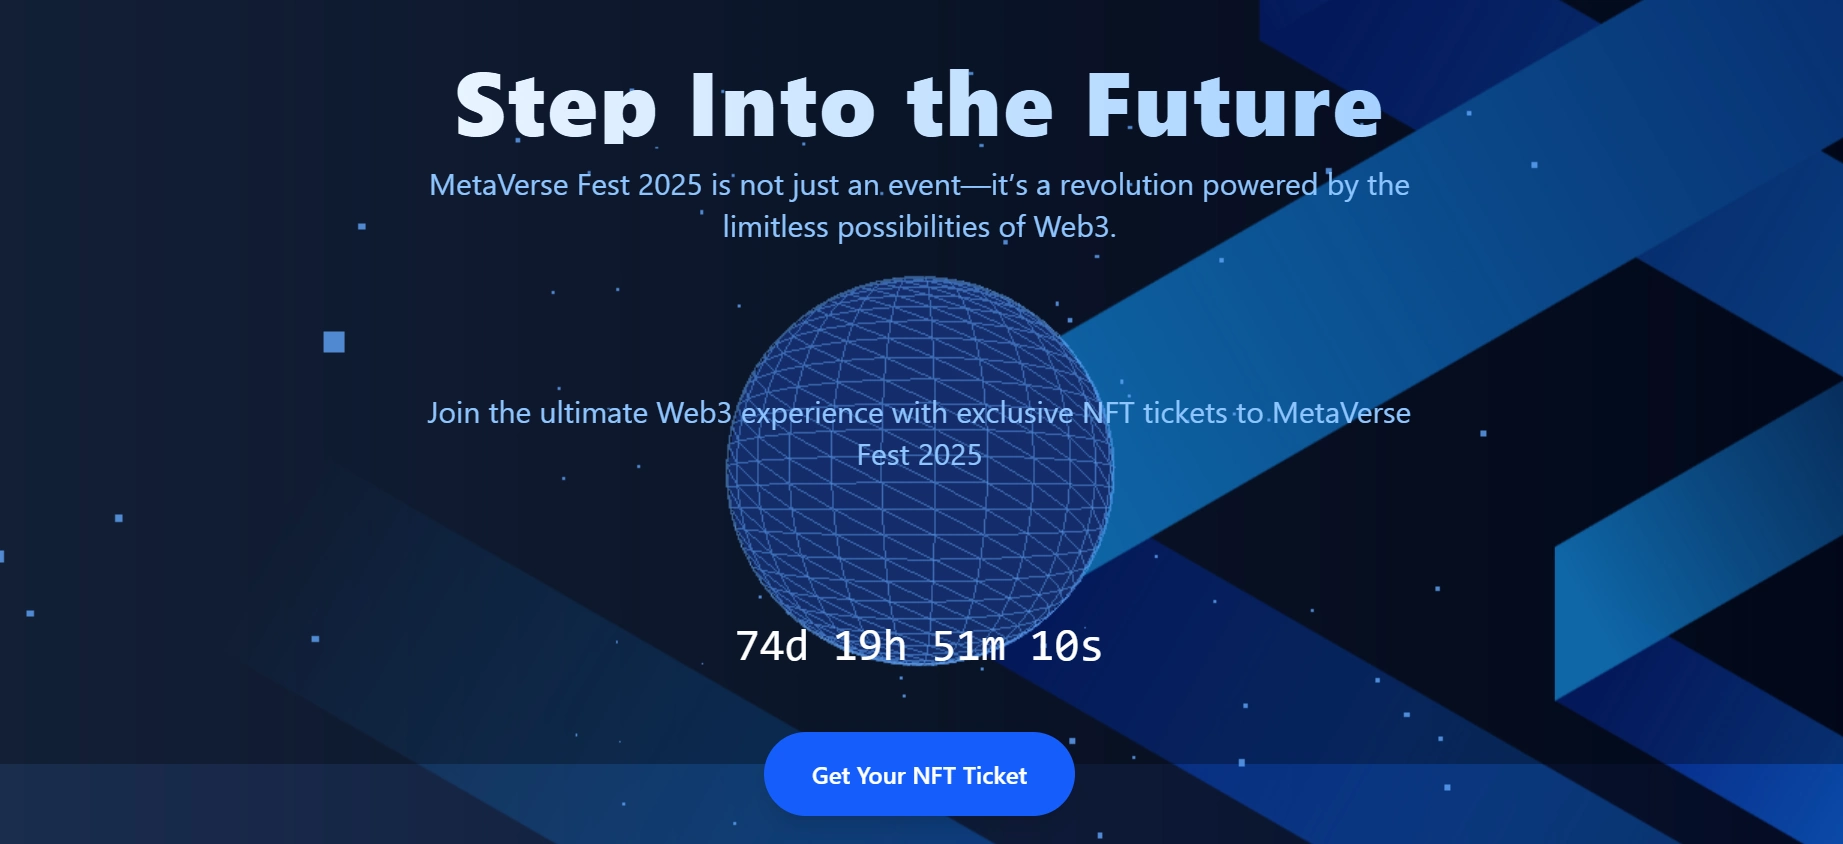 Step Into the Future
MetaVerse Fest 2025 is not just an event—it’s a revolution powered by the
limitless possibilities of Web3.
Join the ultimate Web3 experience with exclusive NFT tickets to MetaVerse
Fest 2025
74d 19h 51m 10s
Get Your NFT Ticket